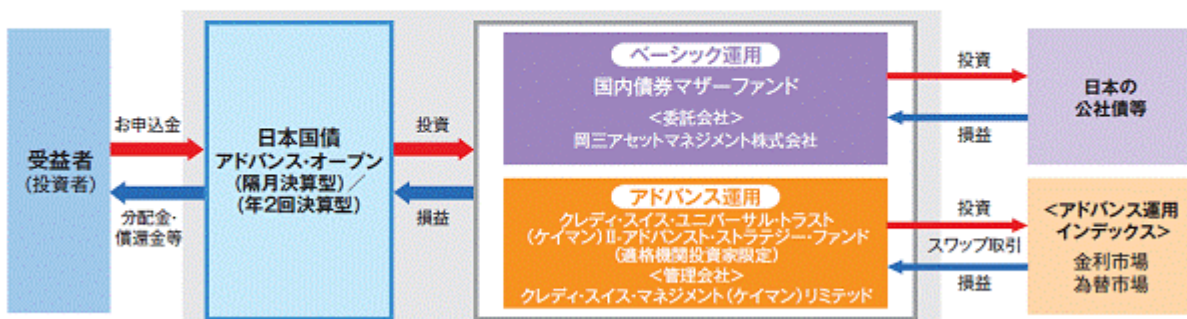 受益者
(投資者)
お申込金
分配金・
償還金等
日本国債
アドバンス・オープン
(隔月決算型)/
(年2回決算型)
投資
損益
ベーシック運用
国内債券マザーファンド
<委託会社>
岡三アセットマネジメント株式会社
アドバンス運用
クレディ・スイス・ユニバーサル・トラスト
(ケイマン)Ⅱ-アドバンスト・ストラテジー・ファンド
(適格機関投資家限定)
<管理会社>
クレディ・スイス・マネジメント(ケイマン)リミテッド
投資
損益
日本の
公社債等
投資
スワップ取引
損益
<アドバンス運用
インデックス>
金利市場
為替市場